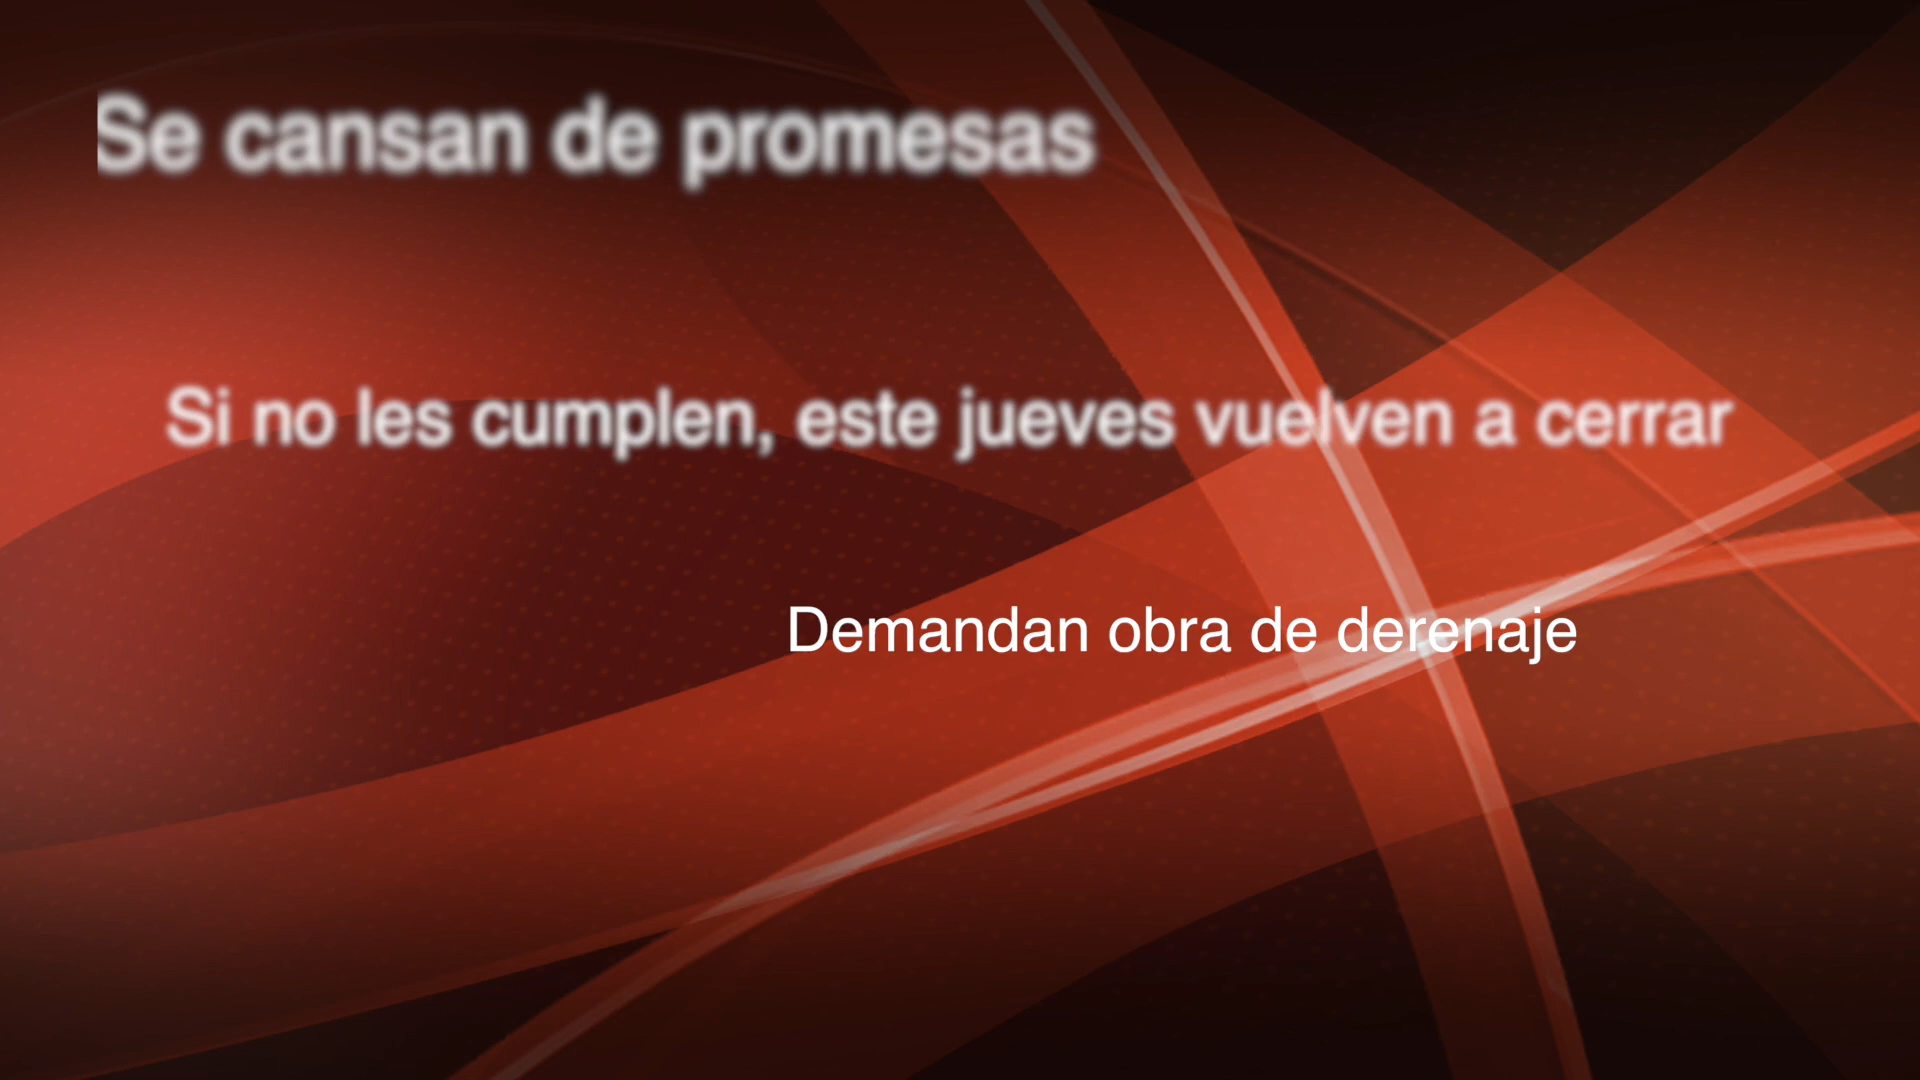 Se cansan de promesas
Si no les cumplen, este jueves vuelven a cerrar
Demandan obra de derenaje